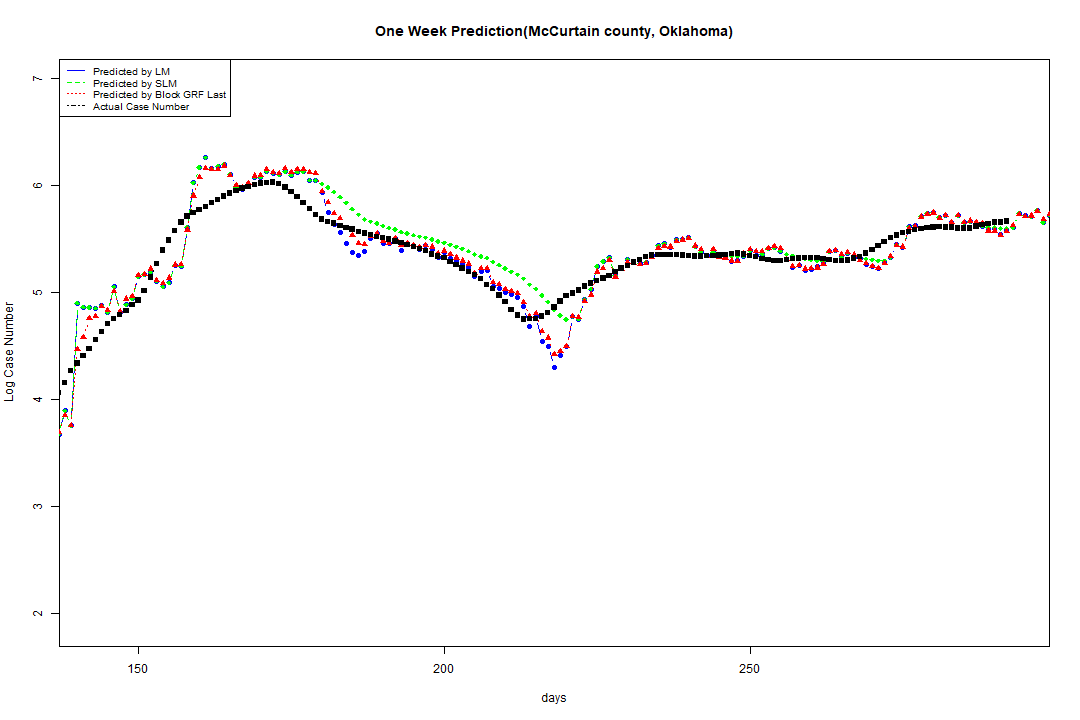 One Week Prediction(McCurtain county, Oklahoma)
Predicted by LM
Predicted by SLM
Predicted by Block GRF Last
Actual Case Number
7
6
5
4
3
2
Log Case Number
150 200 250
days